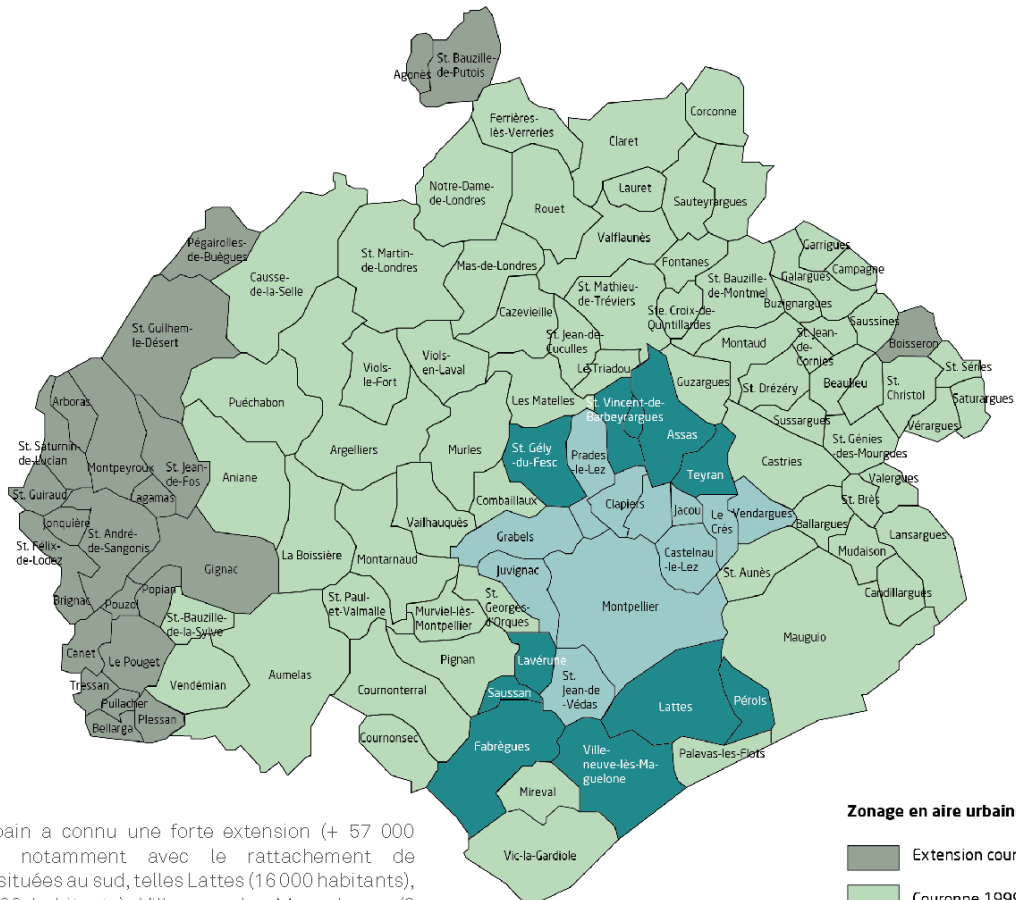 St. Bauzille-
de-Putois
Agonès
Corconne
Ferrières-
lès-Verreries
Claret
Notre-Dame-
de-Londres
Lauret
Rouet
Sauteyrargues
Pégairolles-
de-Buègues
St. Martin-
de-Londres
Valflaunès
Garrigues
Mas-de-Londres
Fontanes
Campagne
Causse-
de-la-Selle
St. Mathieu-
de-Tréviers
St. Bauzille-
de-Montmel
Galargues
Buzignargues
Cazevieille
Ste. Croix-de-
Quintillardes
Saussines
St. Guilhem-
le-Désert
St. Jean-de-
Cuculles
Montaud
St. Jean-
de-
Cornies
Boisseron
Viols-
le-Fort
Viols-
en-Laval
Le Triadou
Guzargues
St. Drézéry
Beaulieu
St.
Christol
St. Séries
Saturargues
Arboras
Puéchabon
Les Matelles
St. Vincent-de-
Barbeyrargues
Sussargues
Vérargues
Assas
St. Saturnin-
de-Lucian
Argelliers
Murles
St. Gély
-du-Fesc
Prades
-le-Lez
St. Génies
-des-Mourgues
Montpeyroux
St. Jean-
de-Fos
Aniane
Teyran
Castries
Valergues
St. Guiraud
Lagamas
Combaillaux
Clapiers
Jacou
Le
Crès
Vendargues
St. Brès
Jonquière
Vailhauquès
Ballargues
Lansargues
St. Félix-
de-Lodez
St. André-
de-Sangonis
Grabels
Castelnau
-le-Lez
Mudaison
La Boissière
Montarnaud
Gignac
Juvignac
St. Aunès
Candillargues
Brignac
Pouzol
Popian
St. Paul-
et-Valmalle
St.
Georges-
d'Orques
Montpellier
Murviel-lès-
Montpellier
St.-Bauzille-
de-la-Sylve
Mauguio
Canet
Le Pouget
Pignan
Lavérune
St.
Jean-de
-Védas
Tressan
Vendémian
Aumelas
Cournonterral
Saussan
Lattes
Pérols
Puilacher
Plessan
Bellarga
Cournonsec
Fabrègues
Ville-
neuve-lès-Ma-
guelone
Palavas-les-Flots
Mireval
Vic-la-Gardiole
Zonage en aire urbain
Extension cour
Couronne 1999
bain a connu une forte extension (+ 57 000
notamment avec le rattachement de
situées au sud, telles Lattes (16 000 habitants),